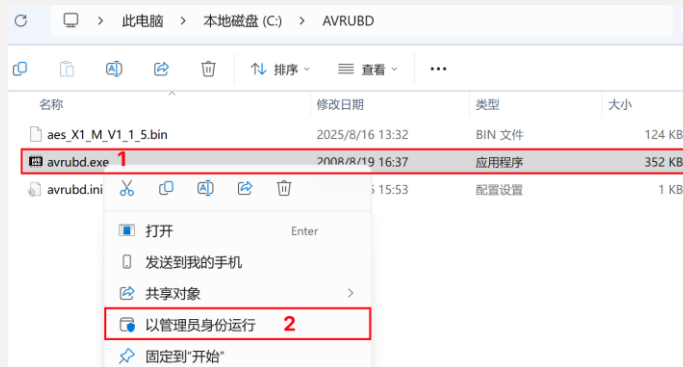 此电脑 > 本地磁盘 (C:) > AVRUBD
排序 查看 ···
名称 修改日期 类型 大小
aes_X1_M_V1_1_5.bin 2025/8/16 13:32 BIN 文件 124 KB
avrubd.exe 1 2008/8/19 16:37 应用程序 352 KB
avrubd.ini 15:53 配置设置 1 KB
打开 Enter
发送到我的手机
共享对象 >
以管理员身份运行 2
固定到"开始"